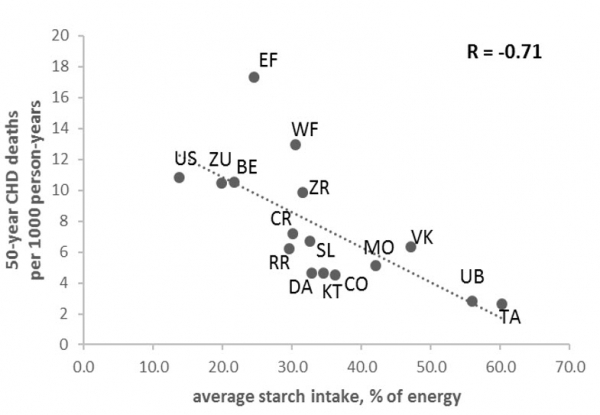 R = -0.71
50-year CHD deaths
per 1000 person-years
20
18
16
14
12
10
8
6
4
2
0
EF
WF
US
ZU
BE
ZR
CR
SL
RR
MO
VK
DA
KT
CO
UB
TA
0.0 10.0 20.0 30.0 40.0 50.0 60.0 70.0
average starch intake, % of energy